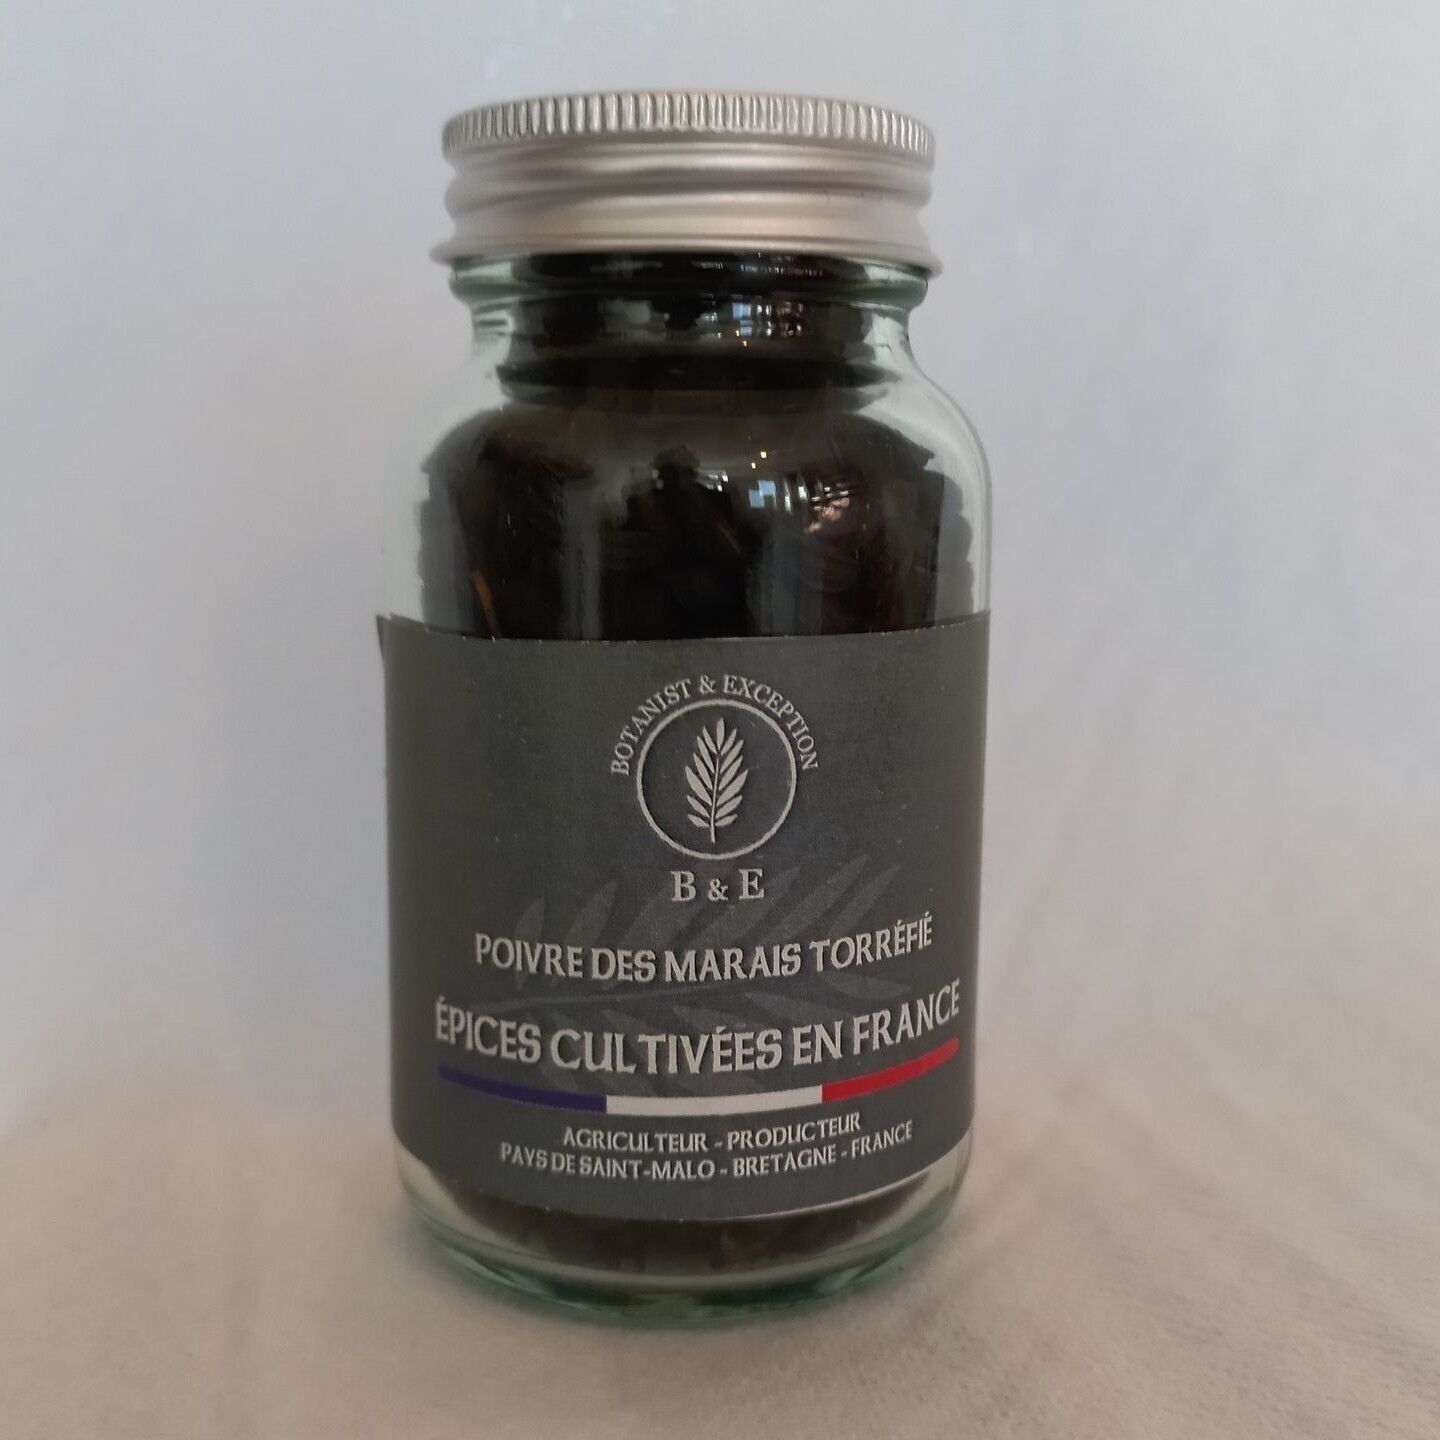 BOTANIST & EXCEPTION
B & E
POIVRE DES MARAIS TORRÉFIÉ
ÉPICES CULTIVÉES EN FRANCE
AGRICULTEUR - PRODUCTEUR
PAYS DE SAINT-MALO - BRETAGNE - FRANCE